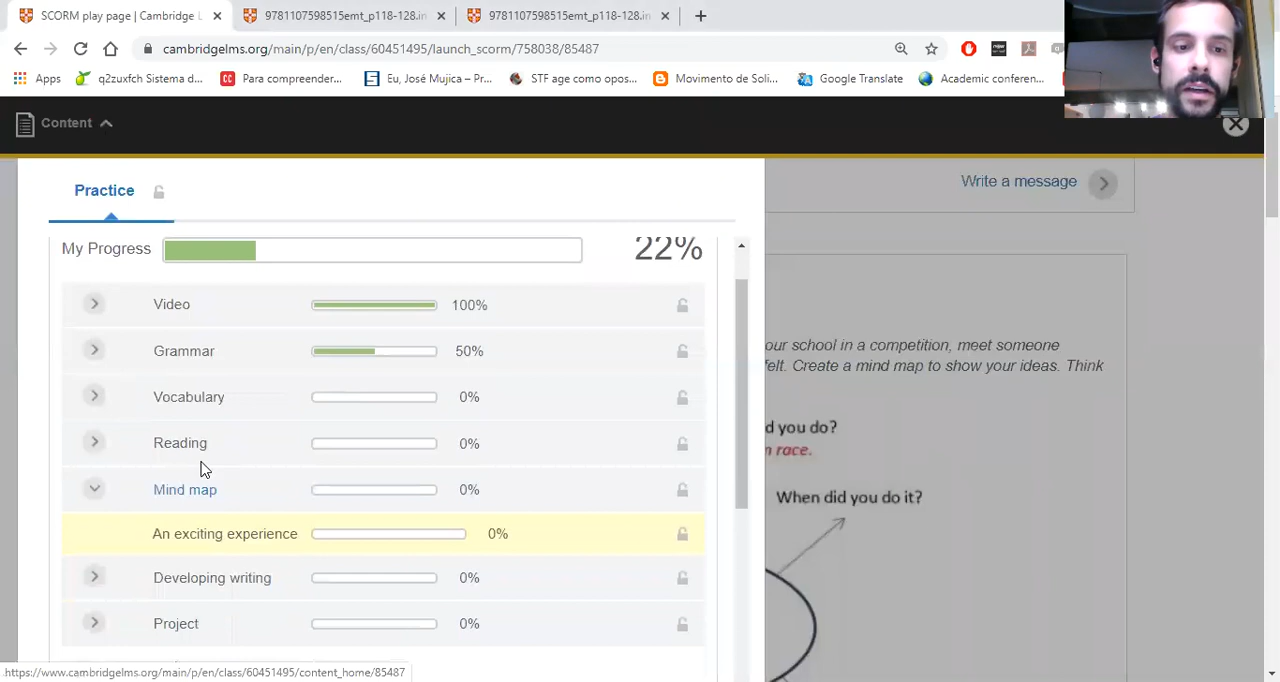 SCORM play page | Cambridge L
9781107598515emt_p118-128.in
9781107598515emt_p118-128.in
cambridgelms.org/main/p/en/class/60451495/launch_scorm/758038/85487
Apps
q2zuxfch Sistema d...
Para compreender...
Eu, José Mujica – Pr...
STF age como opos...
Movimento de Soli...
Google Translate
Academic conferen...
Content
Practice
Write a message
My Progress
22%
Video
100%
Grammar
50%
Vocabulary
0%
Reading
0%
Mind map
0%
An exciting experience
0%
Developing writing
0%
Project
0%
our school in a competition, meet someone
felt. Create a mind map to show your ideas. Think
d you do?
n race.
When did you do it?
https://www.cambridgelms.org/main/p/en/class/60451495/content_home/85487